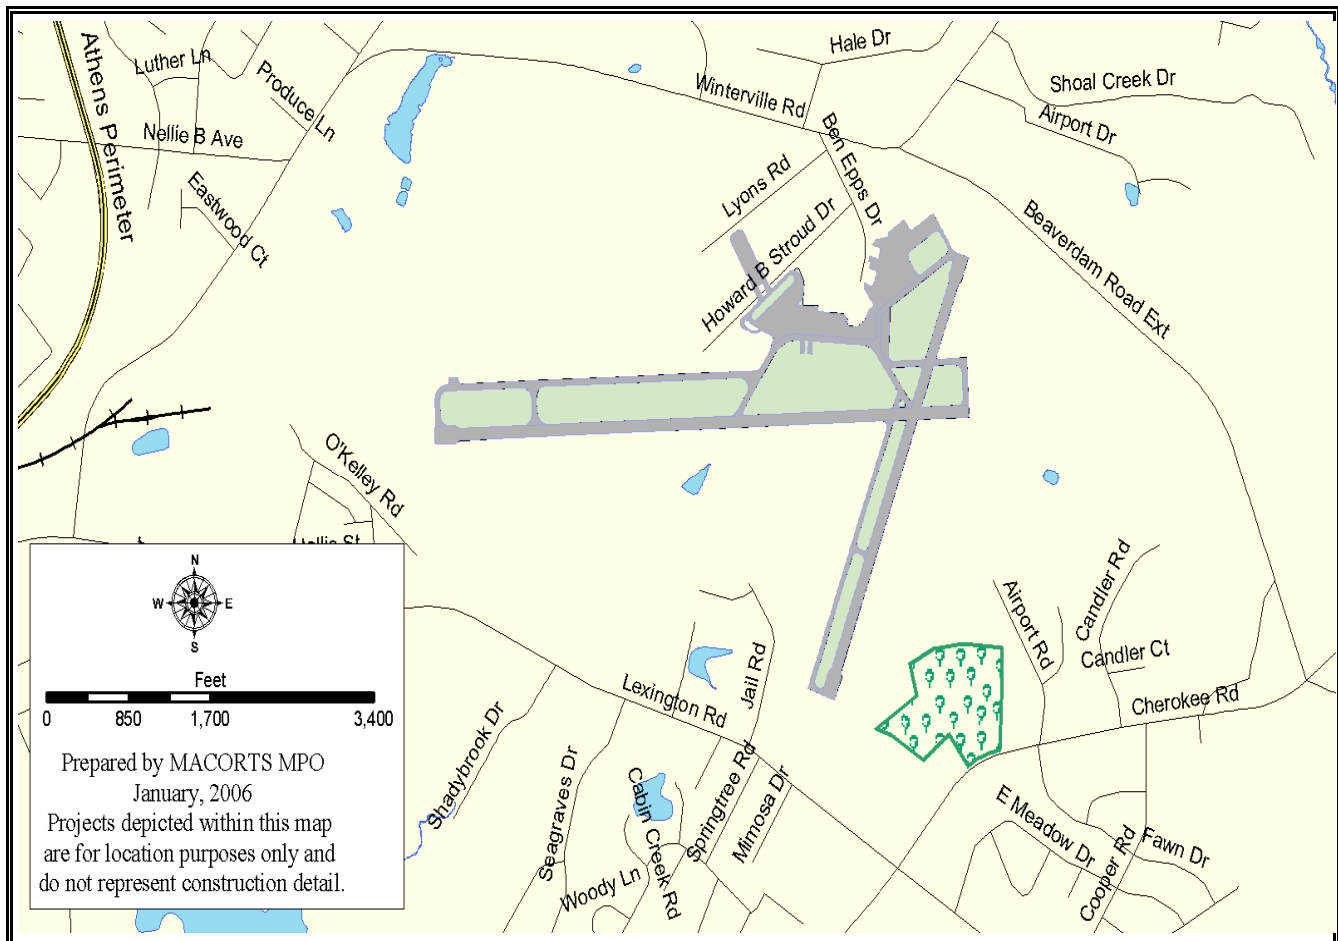 Athens Perimeter
Luther Ln
Produce Ln
Nellie B Ave
Eastwood Ct
Hale Dr
Winterville Rd
Shoal Creek Dr
Airport Dr
Ben Epps Dr
Lyons Rd
Howard B Stroud Dr
Beaverdam Road Ext
O'Kelley Rd
Hollis St
Airport Rd
Candler Rd
Candler Ct
Cherokee Rd
Lexington Rd
Jail Rd
Shadybrook Dr
Seagraves Dr
Cabin Creek Rd
Springtree Rd
Mimosa Dr
Woody Ln
E Meadow Dr
Cooper Rd
Fawn Dr
N
W
E
S
Feet
0 850 1,700 3,400
Prepared by MACORTS MPO
January, 2006
Projects depicted within this map
are for location purposes only and
do not represent construction detail.